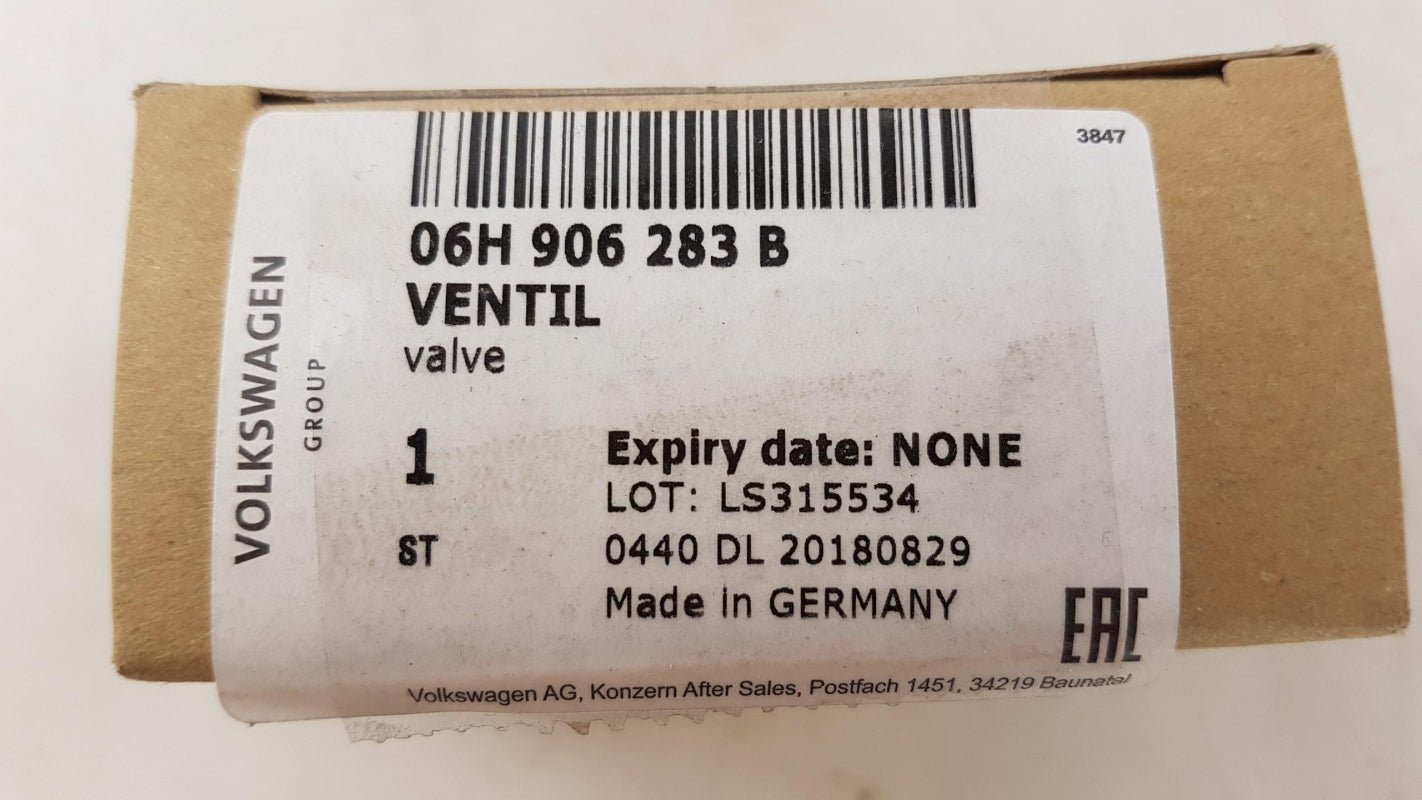 3847
06H 906 283 B
VENTIL
valve
VOLKSWAGEN
GROUP
1
Expiry date: NONE
LOT: LS315534
ST
0440 DL 20180829
Made in GERMANY
EAC
Volkswagen AG, Konzern After Sales, Postfach 1451, 34219 Baunatal